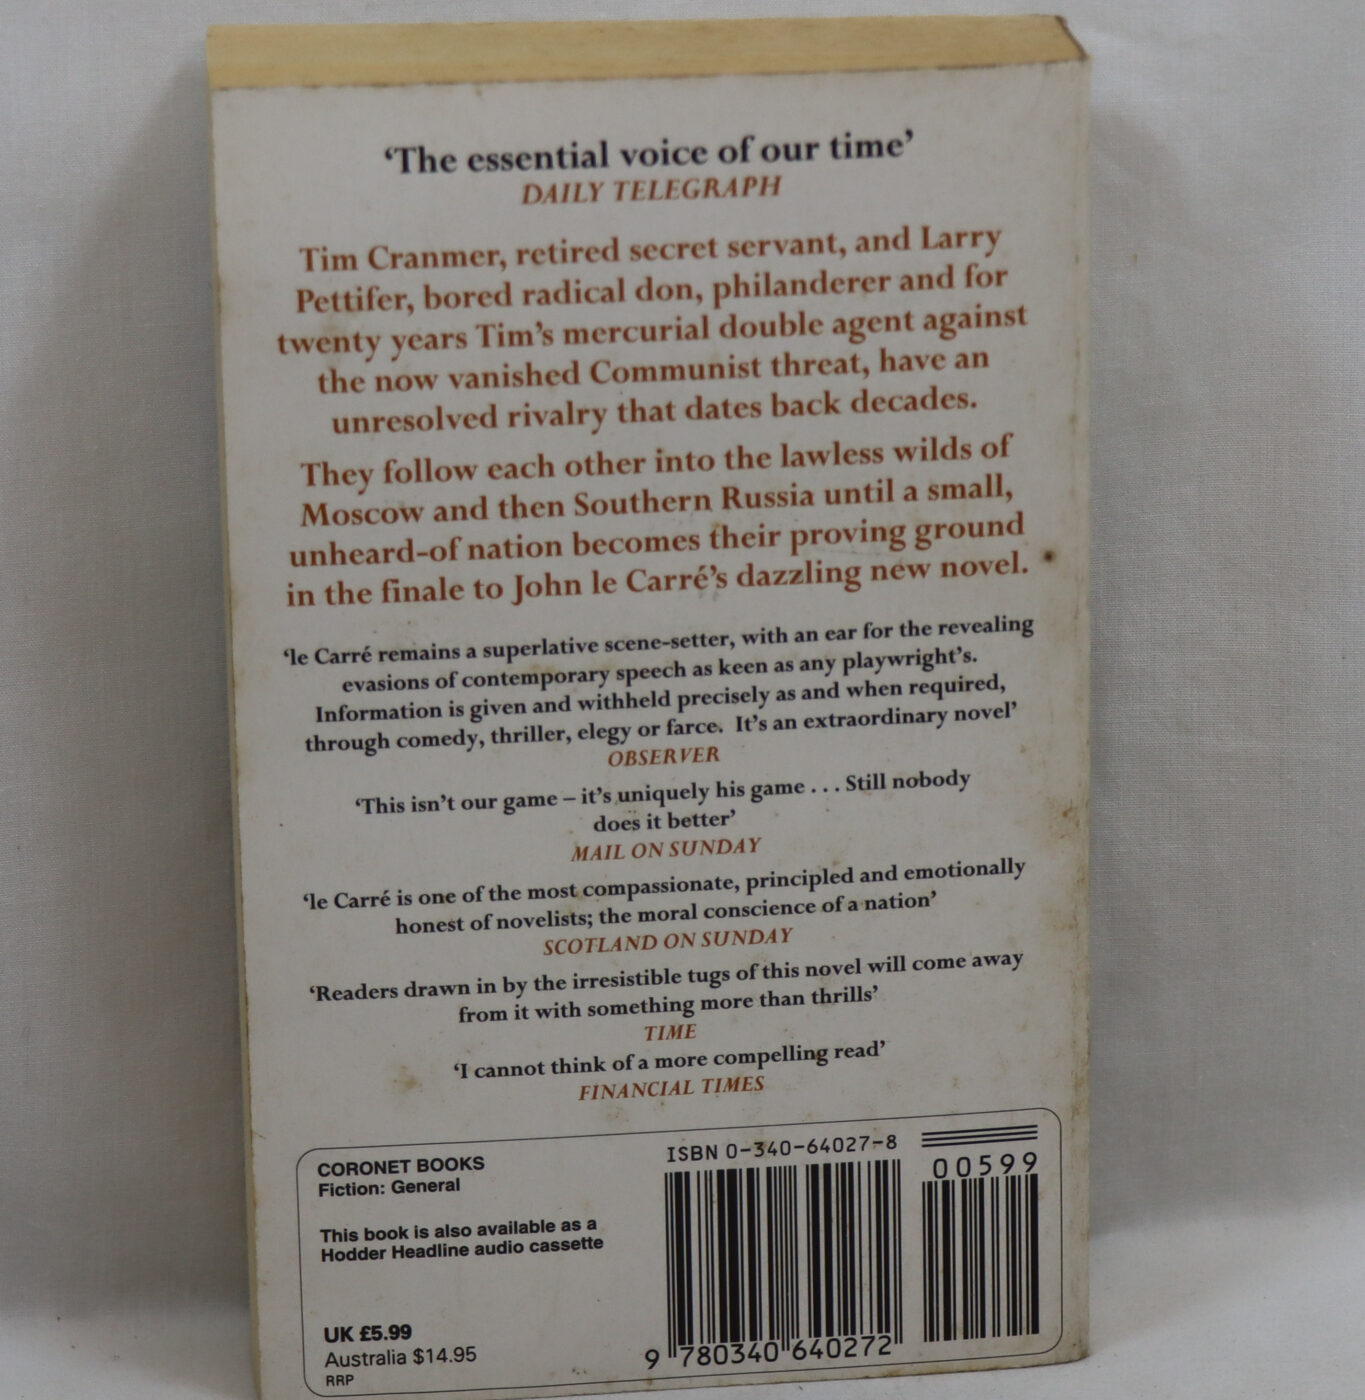 ‘The essential voice of our time’
DAILY TELEGRAPH
Tim Cranmer, retired secret servant, and Larry
Pettifer, bored radical don, philanderer and for
twenty years Tim’s mercurial double agent against
the now vanished Communist threat, have an
unresolved rivalry that dates back decades.
They follow each other into the lawless wilds of
Moscow and then Southern Russia until a small,
unheard-of nation becomes their proving ground
in the finale to John le Carré’s dazzling new novel.
‘le Carré remains a superlative scene-setter, with an ear for the revealing
evasions of contemporary speech as keen as any playwright’s.
Information is given and withheld precisely as and when required,
through comedy, thriller, elegy or farce. It’s an extraordinary novel’
OBSERVER
‘This isn’t our game – it’s uniquely his game . . . Still nobody
does it better’
MAIL ON SUNDAY
‘le Carré is one of the most compassionate, principled and emotionally
honest of novelists; the moral conscience of a nation’
SCOTLAND ON SUNDAY
‘Readers drawn in by the irresistible tugs of this novel will come away
from it with something more than thrills’
TIME
‘I cannot think of a more compelling read’
FINANCIAL TIMES
CORONET BOOKS
Fiction: General
This book is also available as a
Hodder Headline audio cassette
UK £5.99
Australia $14.95
RRP
ISBN 0-340-64027-8
00599
9 780340 640272